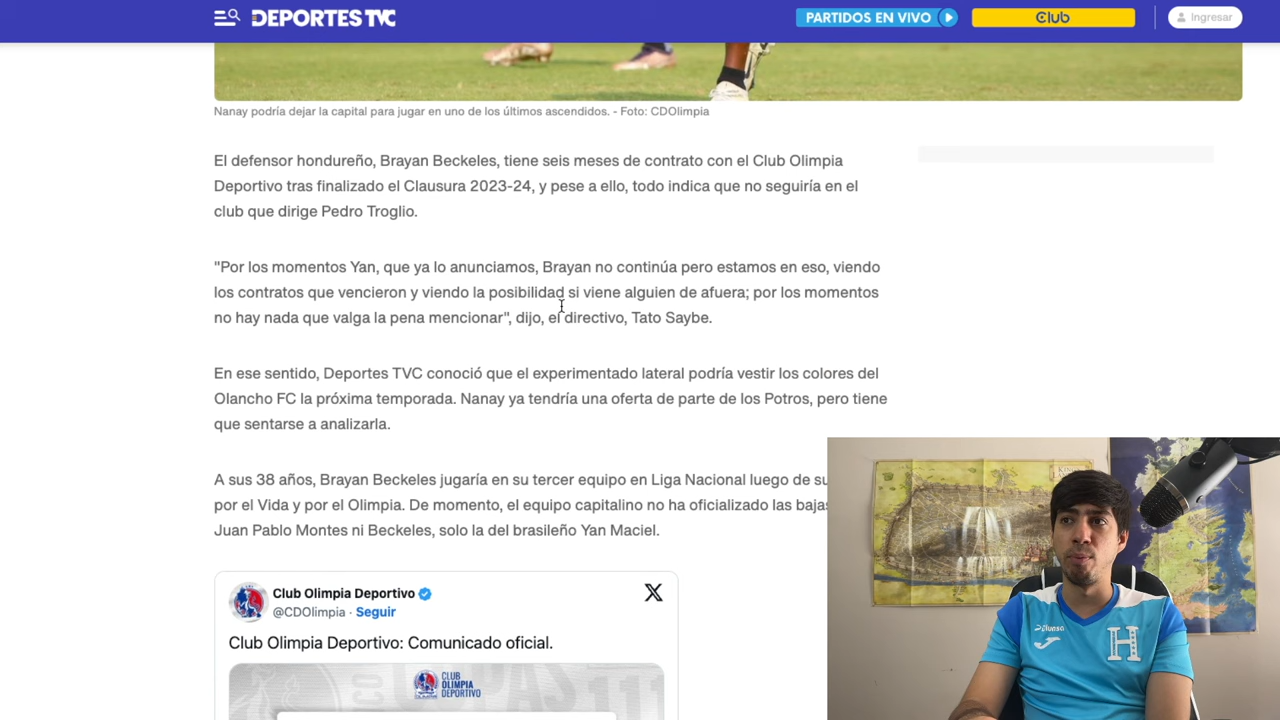 DEPORTES TVC
PARTIDOS EN VIVO
Club
Ingresar
Nanay podría dejar la capital para jugar en uno de los últimos ascendidos. - Foto: CDOlimpia
El defensor hondureño, Brayan Beckeles, tiene seis meses de contrato con el Club Olimpia
Deportivo tras finalizado el Clausura 2023-24, y pese a ello, todo indica que no seguiría en el
club que dirige Pedro Troglio.
"Por los momentos Yan, que ya lo anunciamos, Brayan no continúa pero estamos en eso, viendo
los contratos que vencieron y viendo la posibilidad si viene alguien de afuera; por los momentos
no hay nada que valga la pena mencionar", dijo, el directivo, Tato Saybe.
En ese sentido, Deportes TVC conoció que el experimentado lateral podría vestir los colores del
Olancho FC la próxima temporada. Nanay ya tendría una oferta de parte de los Potros, pero tiene
que sentarse a analizarla.
A sus 38 años, Brayan Beckeles jugaría en su tercer equipo en Liga Nacional luego de su
por el Vida y por el Olimpia. De momento, el equipo capitalino no ha oficializado las bajas
Juan Pablo Montes ni Beckeles, solo la del brasileño Yan Maciel.
Club Olimpia Deportivo
@CDOlimpia · Seguir
Club Olimpia Deportivo: Comunicado oficial.
CLUB
OLIMPIA
DEPORTIVO
H